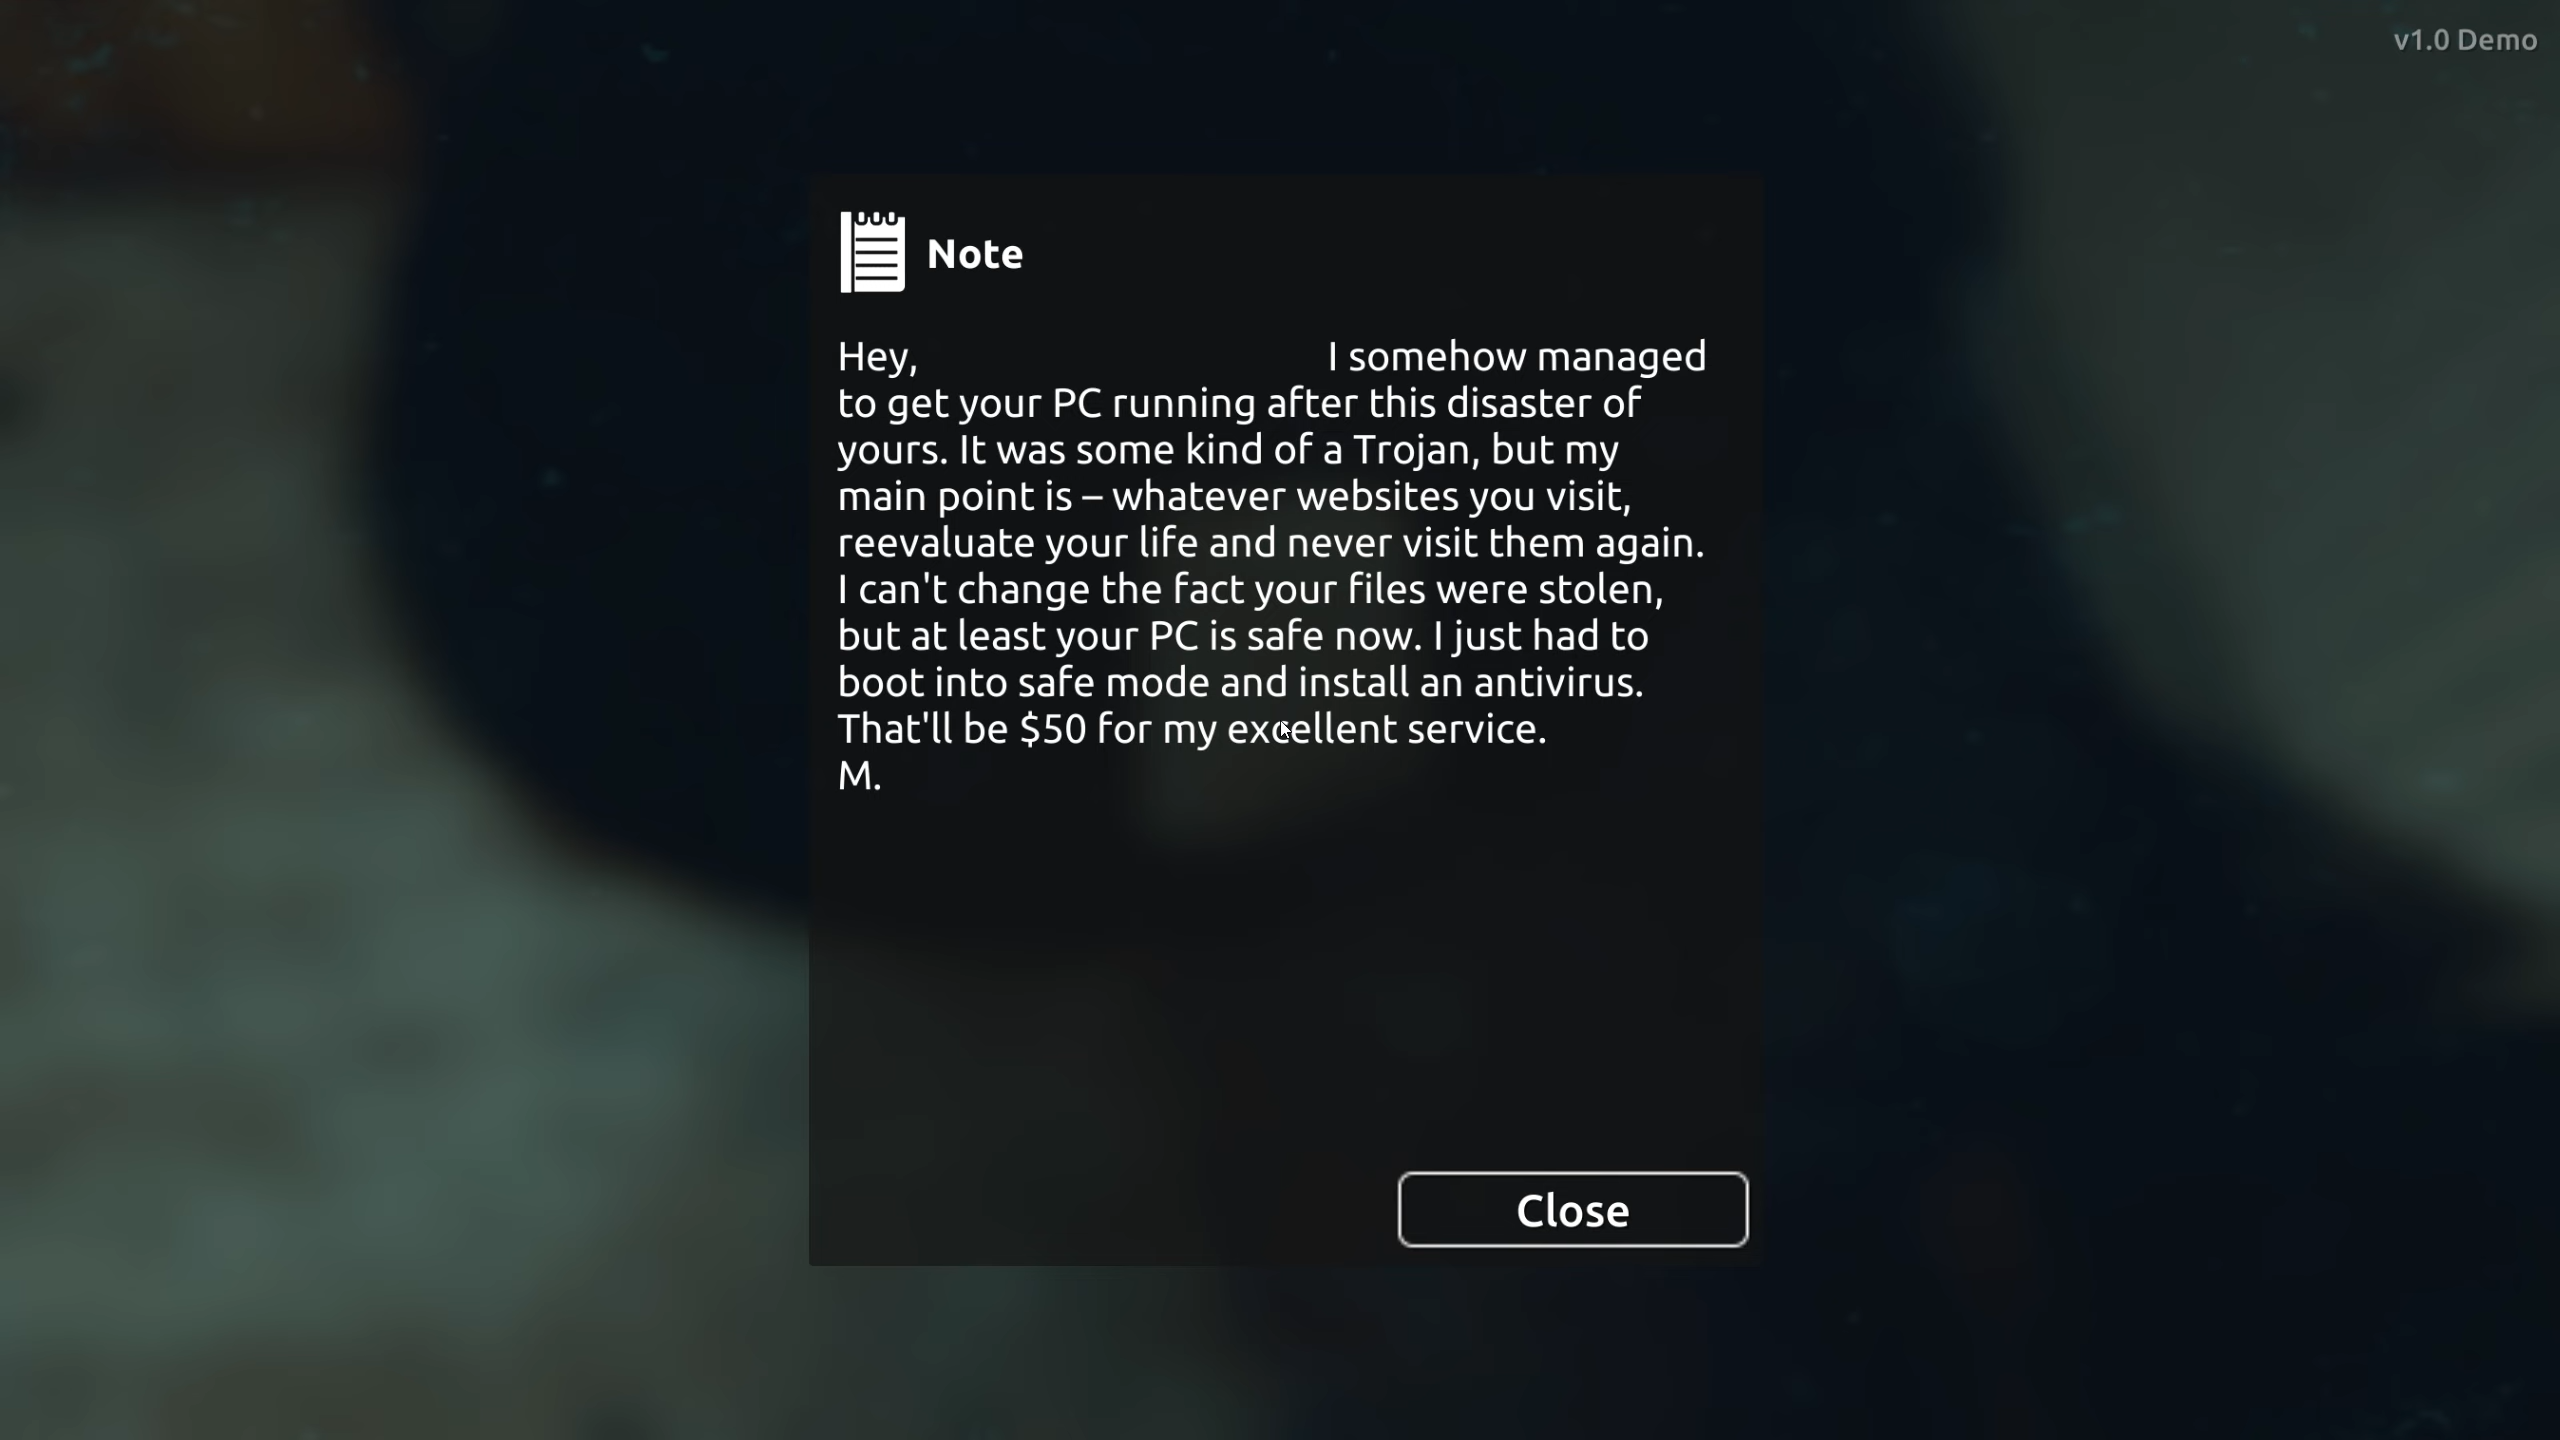 v1.0 Demo
Note
Hey, I somehow managed
to get your PC running after this disaster of
yours. It was some kind of a Trojan, but my
main point is – whatever websites you visit,
reevaluate your life and never visit them again.
I can't change the fact your files were stolen,
but at least your PC is safe now. I just had to
boot into safe mode and install an antivirus.
That'll be $50 for my excellent service.
M.
Close